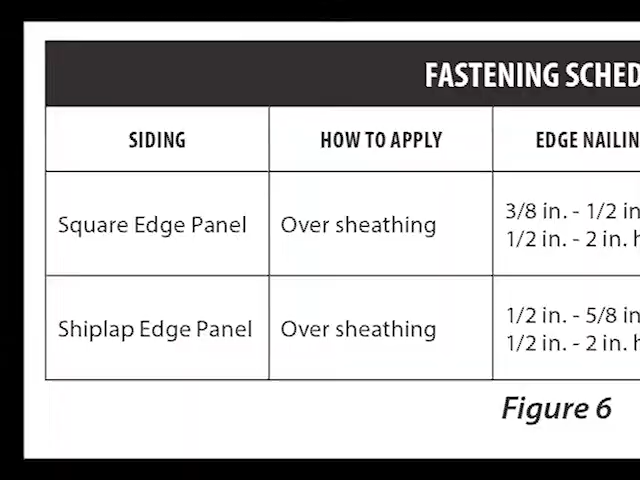 FASTENING SCHED
SIDING
HOW TO APPLY
EDGE NAILIN
Square Edge Panel
Over sheathing
3/8 in. - 1/2 in
1/2 in. - 2 in. h
Shiplap Edge Panel
Over sheathing
1/2 in. - 5/8 in
1/2 in. - 2 in. h
Figure 6